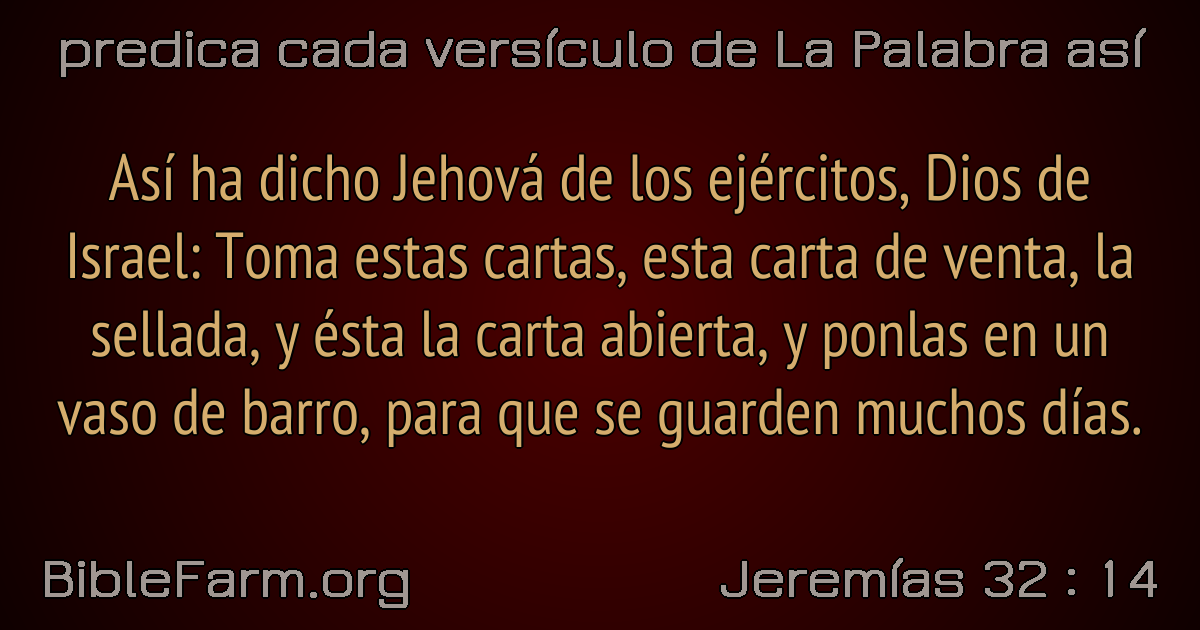 predica cada versículo de La Palabra así
Así ha dicho Jehová de los ejércitos, Dios de
Israel: Toma estas cartas, esta carta de venta, la
sellada, y ésta la carta abierta, y ponlas en un
vaso de barro, para que se guarden muchos días.
BibleFarm.org
Jeremías 32 : 14